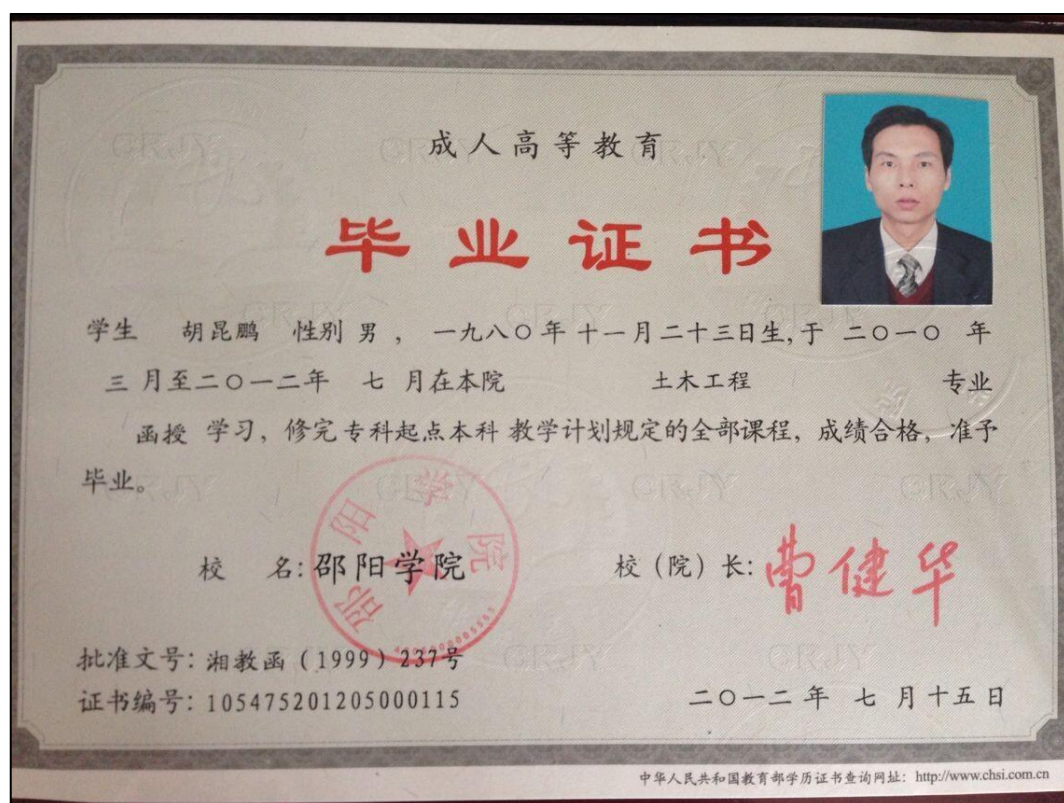 成人高等教育
毕业证书
学生 胡昆鹏 性别 男, 一九八〇年 十一月二十三日生,于 二〇一〇 年
三 月至二〇一二年 七 月在本院 土木工程 专业
函授 学习, 修完 专科起点本科 教学计划规定的全部课程, 成绩合格, 准予
毕业。
邵阳学院
校 名: 邵阳学院 校(院)长: 曹健华
批准文号: 湘教函(1999)237号
证书编号: 105475201205000115 二〇一二年 七月十五日
中华人民共和国教育部学历证书查询网址: http://www.chsi.com.cn